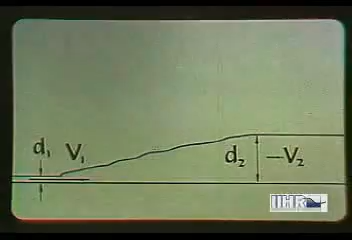 d₁ V₁ d₂ –V₂
IIHR